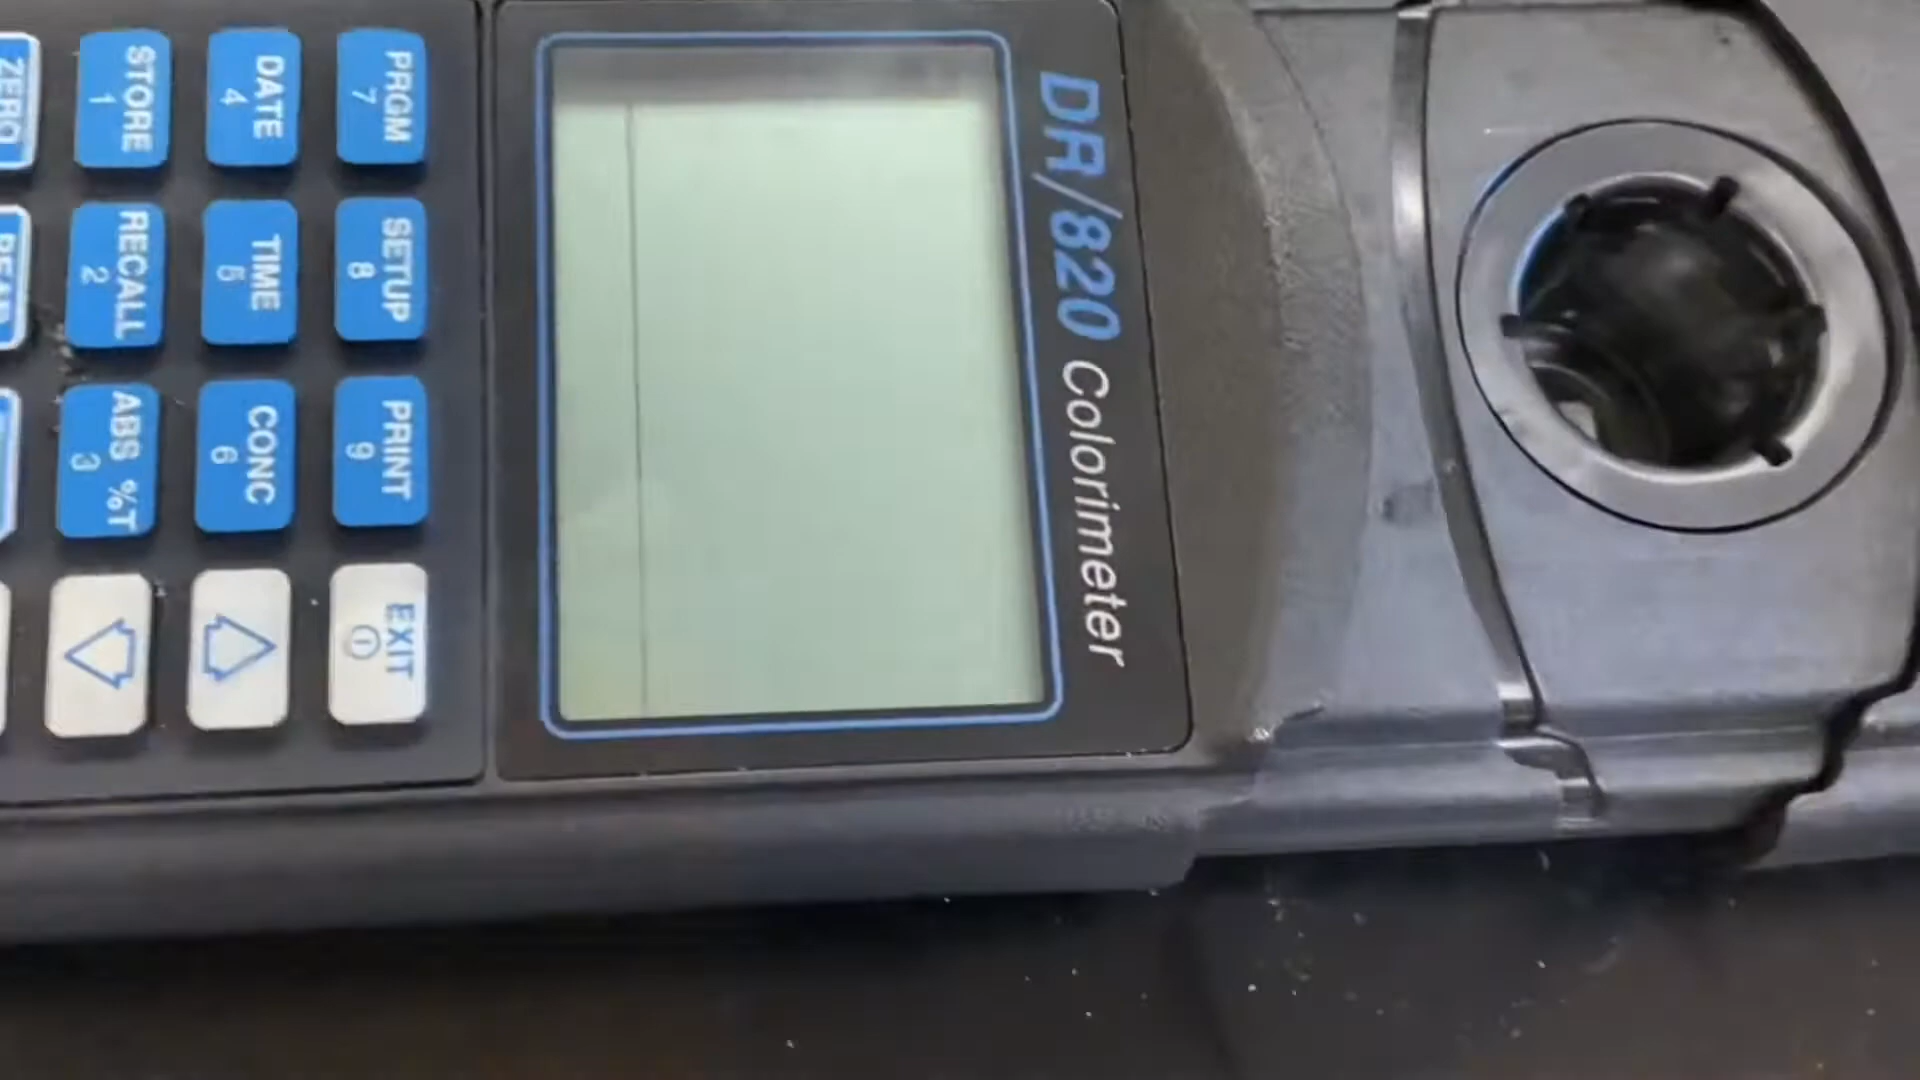 DR/820 Colorimeter
PRGM
7
SETUP
8
PRINT
9
EXIT
DATE
4
TIME
5
CONC
6
STORE
1
RECALL
2
ABS %T
3
ZERO
READ